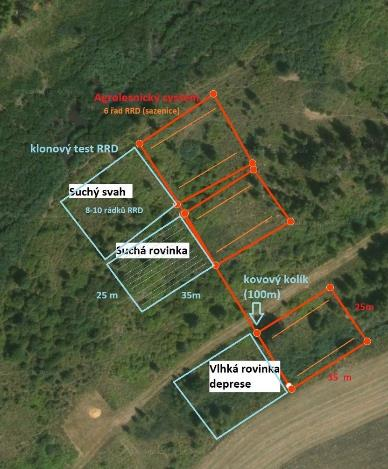 Agrolesnický systém
6 řad RRD (sazenice)
klonový test RRD
Suchý svah
8-10 řádků RRD
Suchá rovinka
25 m
35m
kovový kolík
(100m)
25m
Vlhká rovinka
deprese
35 m